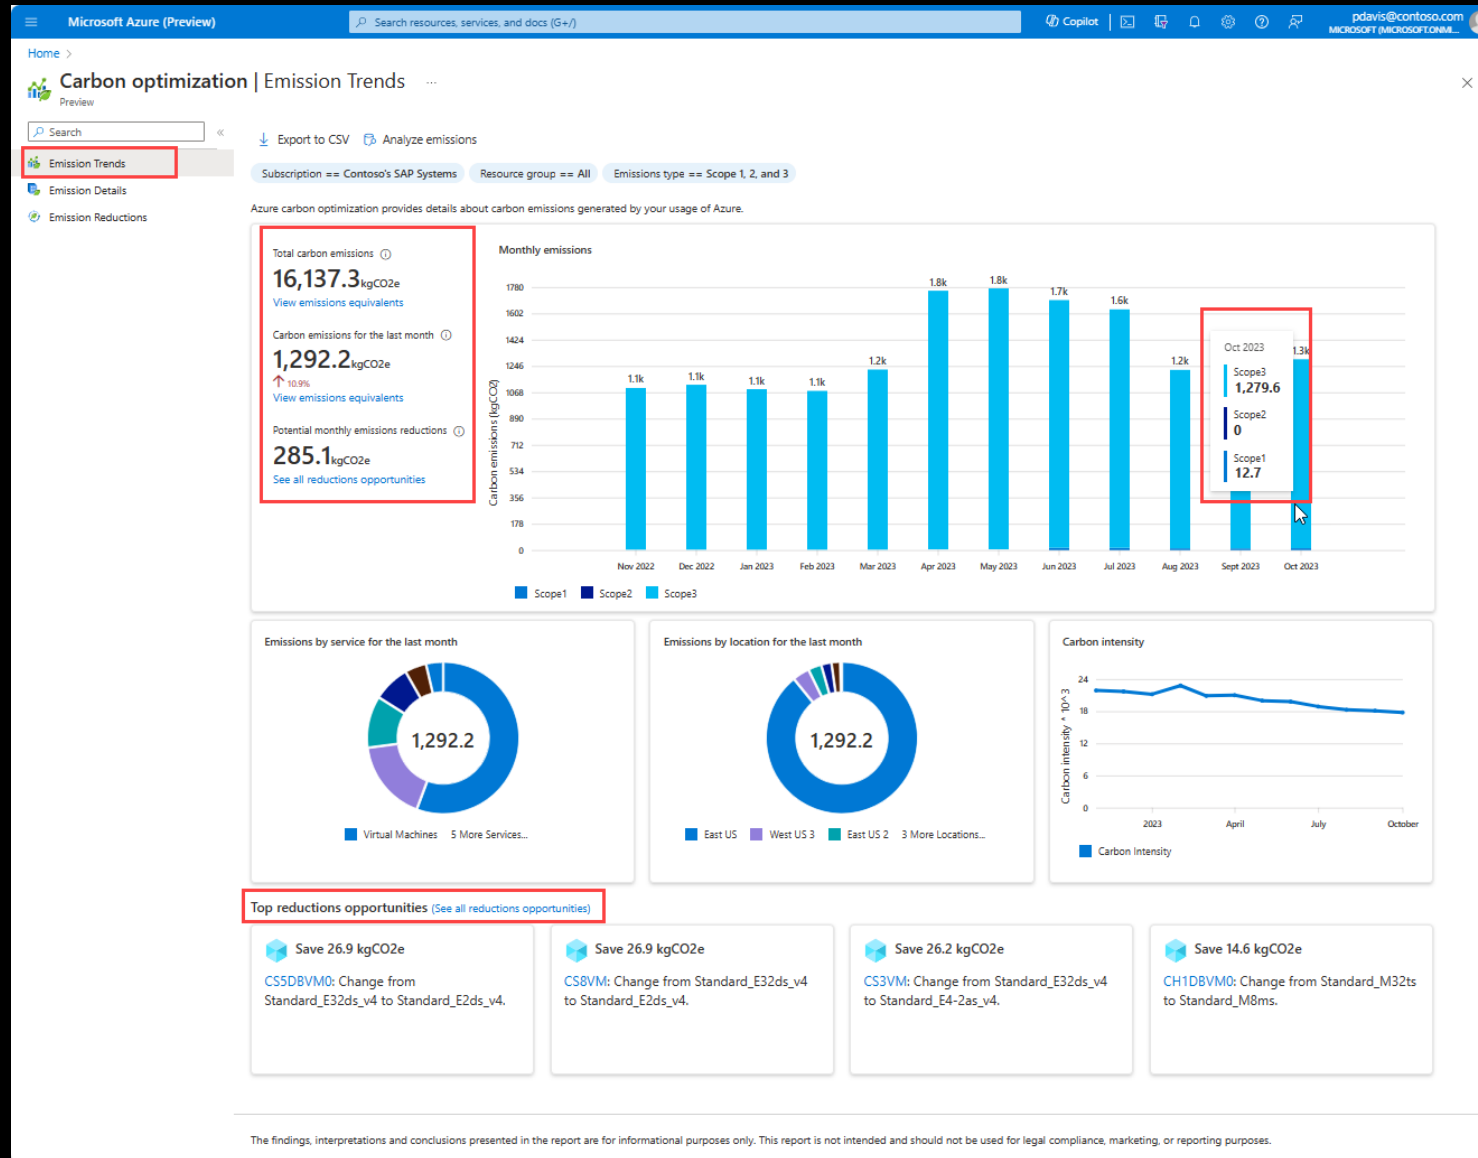 Microsoft Azure (Preview)
Search resources, services, and docs (G+/)
Copilot
pdavis@contoso.com
MICROSOFT (MICROSOFT.ONMI...
Home >
Carbon optimization | Emission Trends ...
Preview
Search
«
Emission Trends
Emission Details
Emission Reductions
Export to CSV
Analyze emissions
Subscription == Contoso's SAP Systems
Resource group == All
Emissions type == Scope 1, 2, and 3
Azure carbon optimization provides details about carbon emissions generated by your usage of Azure.
Total carbon emissions
16,137.3kgCO2e
View emissions equivalents
Carbon emissions for the last month
1,292.2kgCO2e
10.9%
View emissions equivalents
Potential monthly emissions reductions
285.1kgCO2e
See all reductions opportunities
Monthly emissions
Carbon emissions (kgCO2)
1780
1602
1424
1246
1068
890
712
534
356
178
0
1.1k
1.1k
1.1k
1.1k
1.2k
1.8k
1.8k
1.7k
1.6k
1.2k
1.3k
Oct 2023
Scope3
1,279.6
Scope2
0
Scope1
12.7
Nov 2022
Dec 2022
Jan 2023
Feb 2023
Mar 2023
Apr 2023
May 2023
Jun 2023
Jul 2023
Aug 2023
Sept 2023
Oct 2023
Scope1
Scope2
Scope3
Emissions by service for the last month
1,292.2
Virtual Machines
5 More Services...
Emissions by location for the last month
1,292.2
East US
West US 3
East US 2
3 More Locations...
Carbon intensity
Carbon intensity * 10^3
24
18
12
6
0
2023
April
July
October
Carbon Intensity
Top reductions opportunities (See all reductions opportunities)
Save 26.9 kgCO2e
CS5DBVM0: Change from
Standard_E32ds_v4 to Standard_E2ds_v4.
Save 26.9 kgCO2e
CS8VM: Change from Standard_E32ds_v4
to Standard_E2ds_v4.
Save 26.2 kgCO2e
CS3VM: Change from Standard_E32ds_v4
to Standard_E4-2as_v4.
Save 14.6 kgCO2e
CH1DBVM0: Change from Standard_M32ts
to Standard_M8ms.
The findings, interpretations and conclusions presented in the report are for informational purposes only. This report is not intended and should not be used for legal compliance, marketing, or reporting purposes.